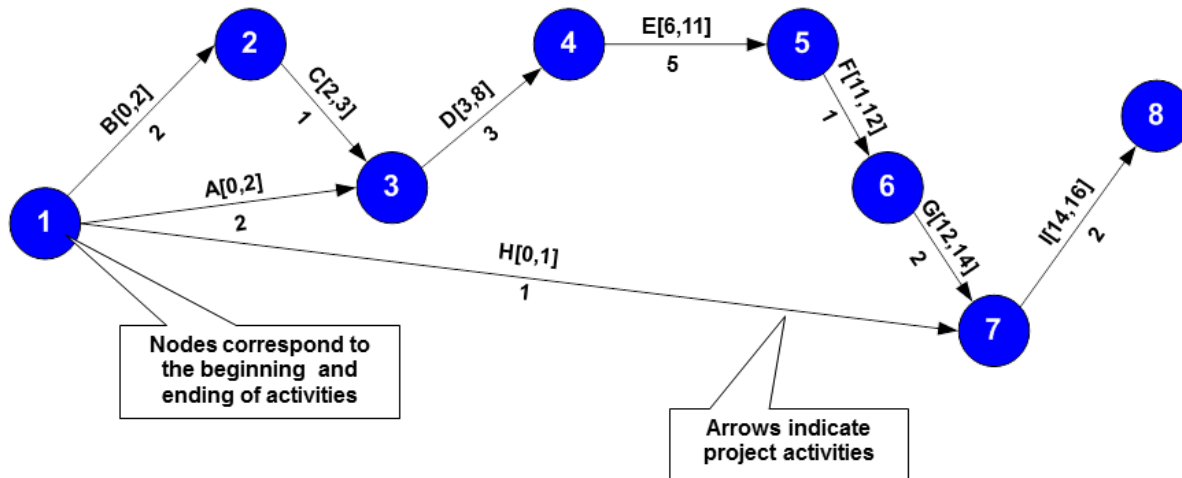 2
4
E[6,11]
5
5
B[0,2]
2
C[2,3]
1
D[3,8]
3
F[11,12]
1
8
1
A[0,2]
2
3
6
G[12,14]
2
I[14,16]
2
H[0,1]
1
7
Nodes correspond to
the beginning and
ending of activities
Arrows indicate
project activities